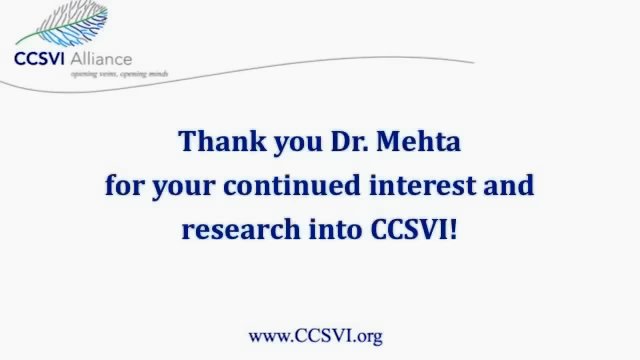 CCSVI Alliance
opening veins, opening minds
Thank you Dr. Mehta
for your continued interest and
research into CCSVI!
www.CCSVI.org